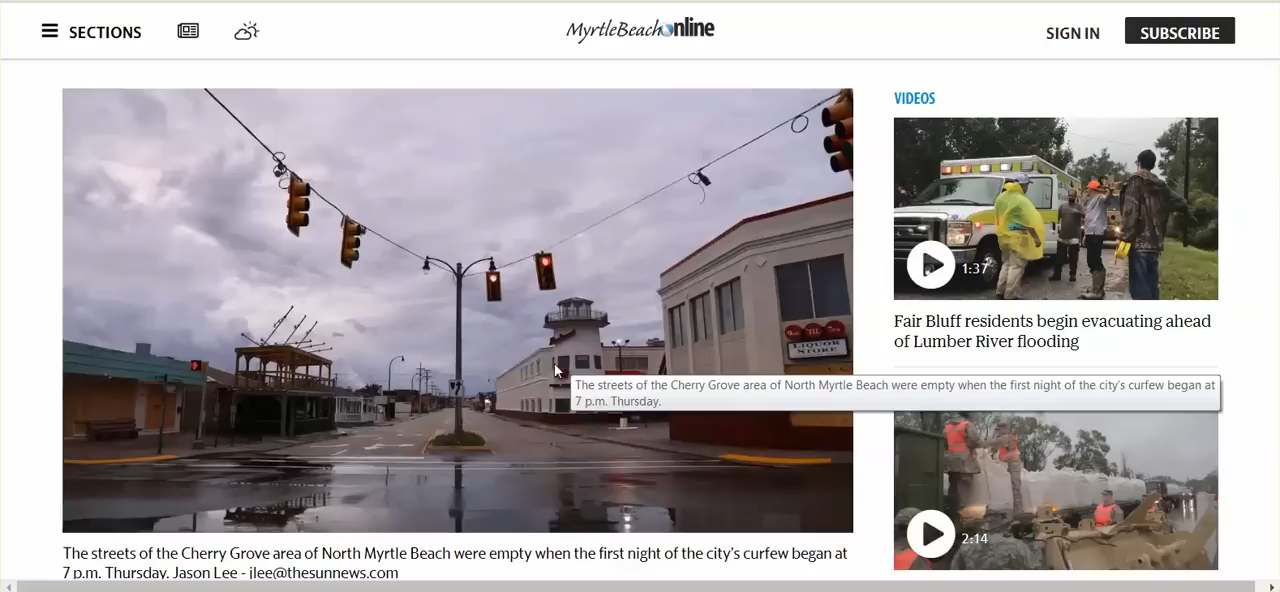 SECTIONS
MyrtleBeachonline
SIGN IN
SUBSCRIBE
LIQUOR
STORE
The streets of the Cherry Grove area of North Myrtle Beach were empty when the first night of the city's curfew began at
7 p.m. Thursday. Jason Lee - jlee@thesunnews.com
VIDEOS
1:37
Fair Bluff residents begin evacuating ahead
of Lumber River flooding
The streets of the Cherry Grove area of North Myrtle Beach were empty when the first night of the city's curfew began at
7 p.m. Thursday.
2:14